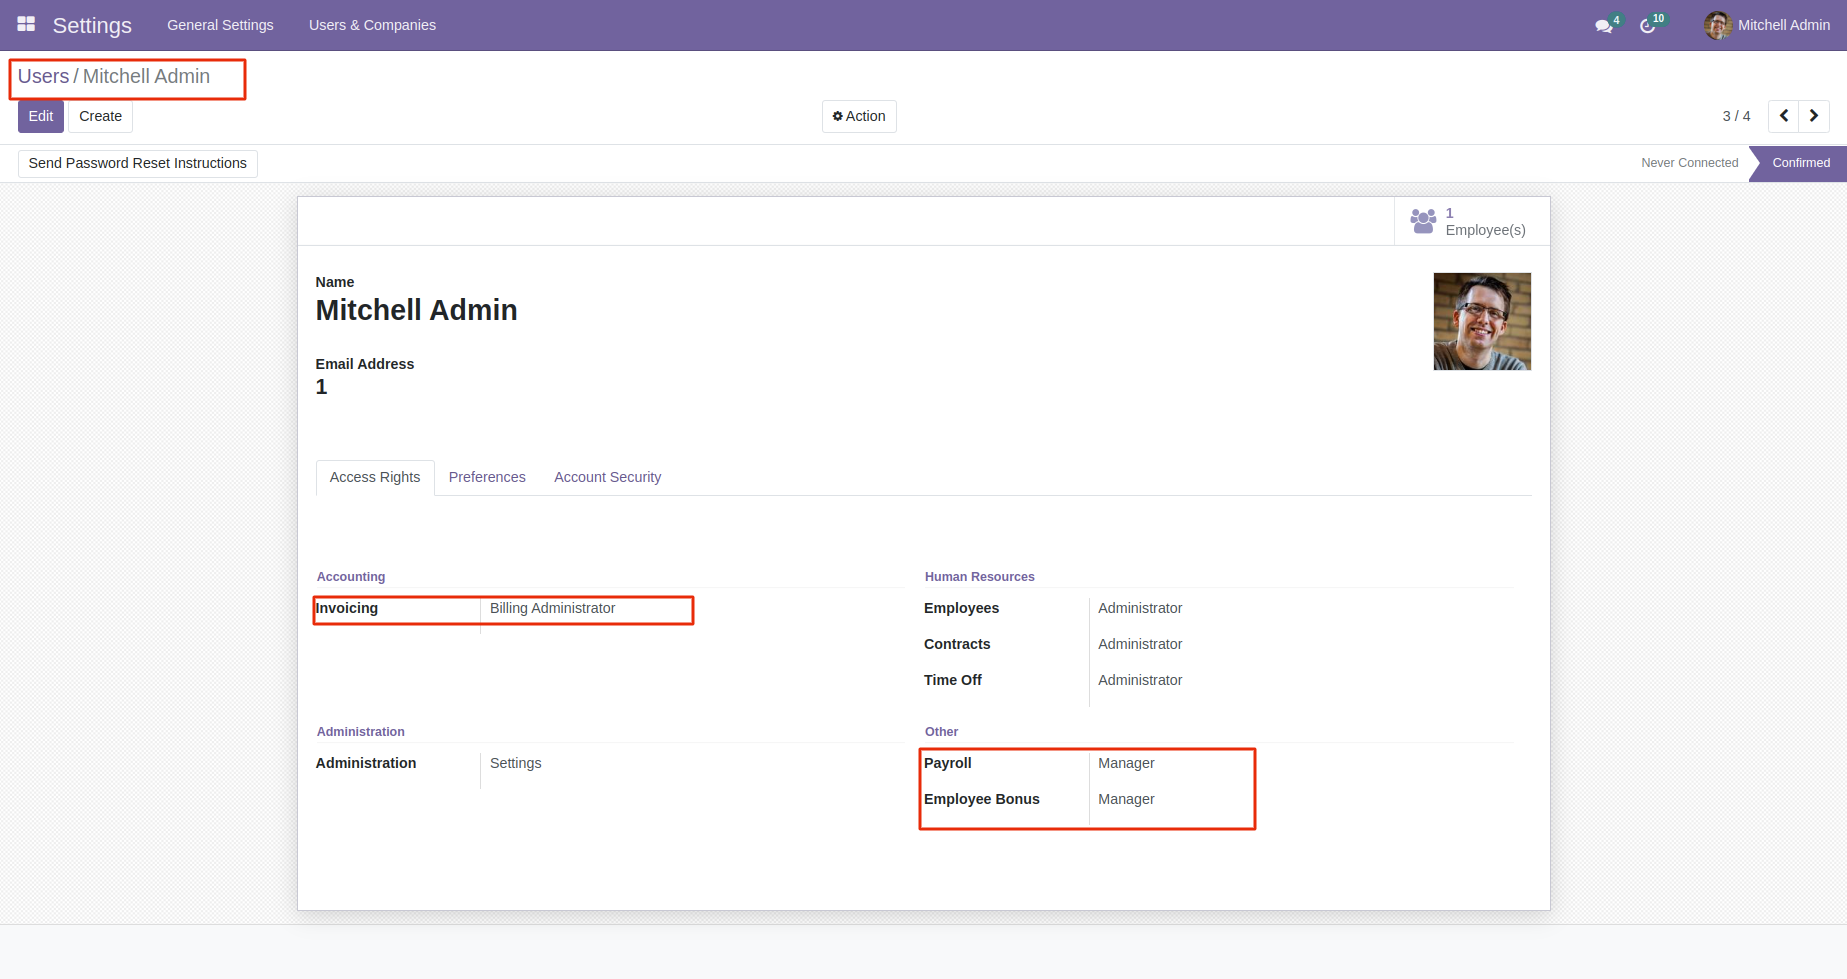 Settings General Settings Users & Companies 4 10 Mitchell Admin
Users / Mitchell Admin
Edit Create Action 3 / 4
Send Password Reset Instructions Never Connected Confirmed
1
Employee(s)
Name
Mitchell Admin
Email Address
1
Access Rights Preferences Account Security
Accounting Human Resources
Invoicing Billing Administrator Employees Administrator
Contracts Administrator
Time Off Administrator
Administration Other
Administration Settings Payroll Manager
Employee Bonus Manager